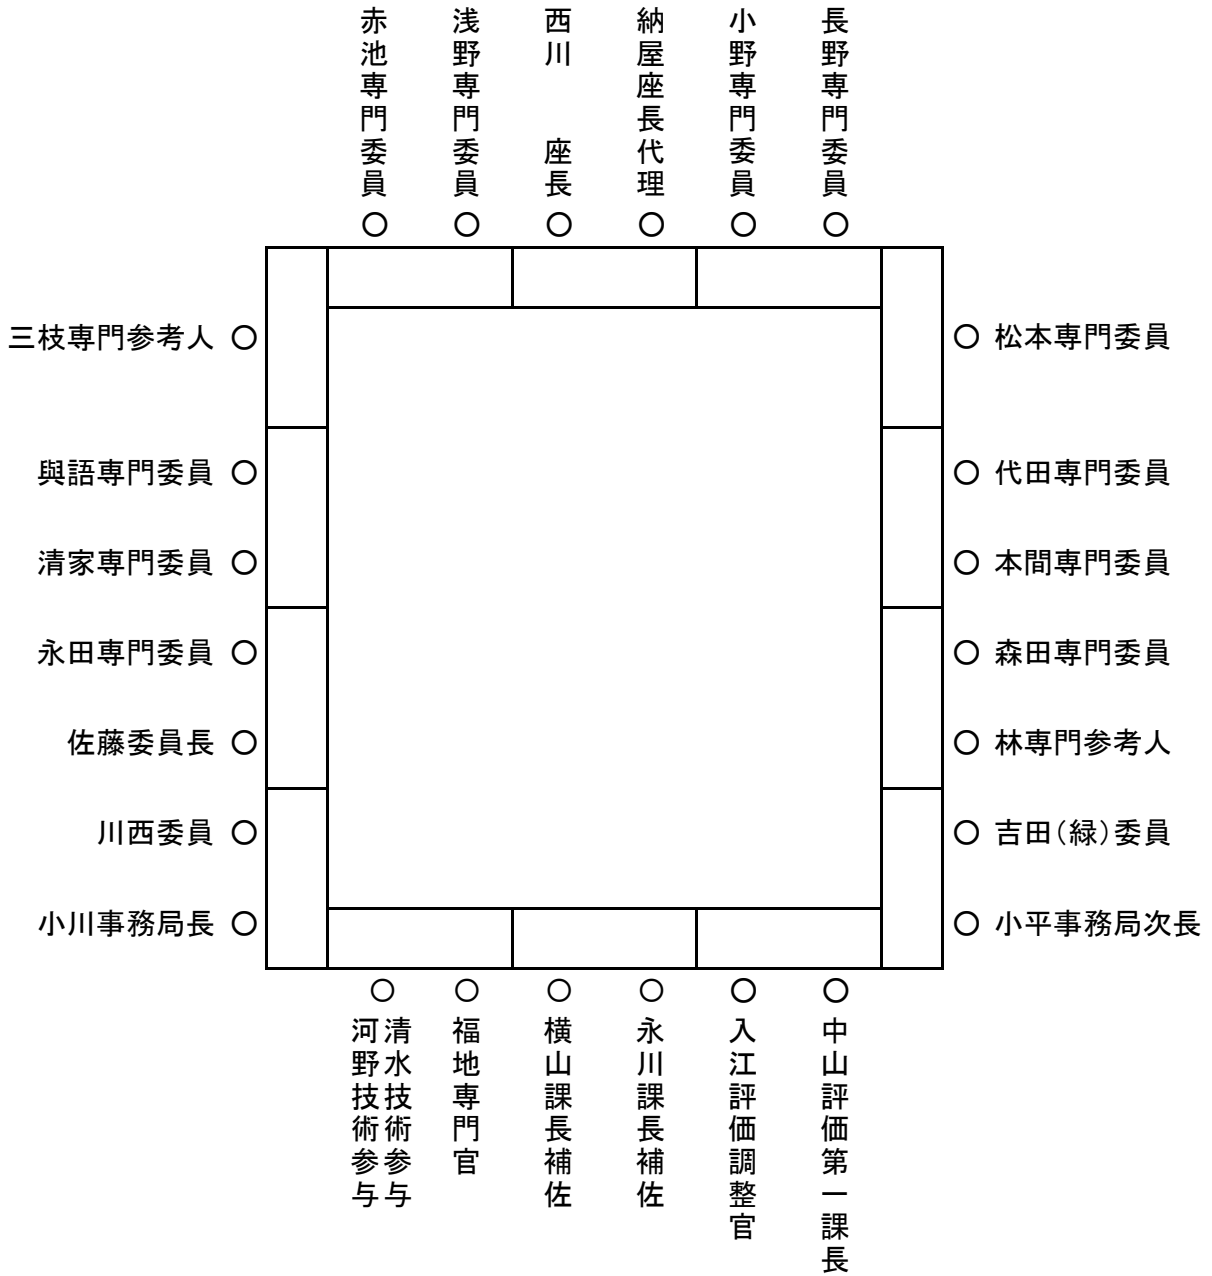 赤池専門委員
浅野専門委員
西川 座長
納屋座長代理
小野専門委員
長野専門委員
三枝専門参考人
松本専門委員
與語専門委員
代田専門委員
清家専門委員
本間専門委員
永田専門委員
森田専門委員
佐藤委員長
林専門参考人
川西委員
吉田(緑)委員
小川事務局長
小平事務局次長
清水技術参与
河野技術参与
福地専門官
横山課長補佐
永川課長補佐
入江評価調整官
中山評価第一課長